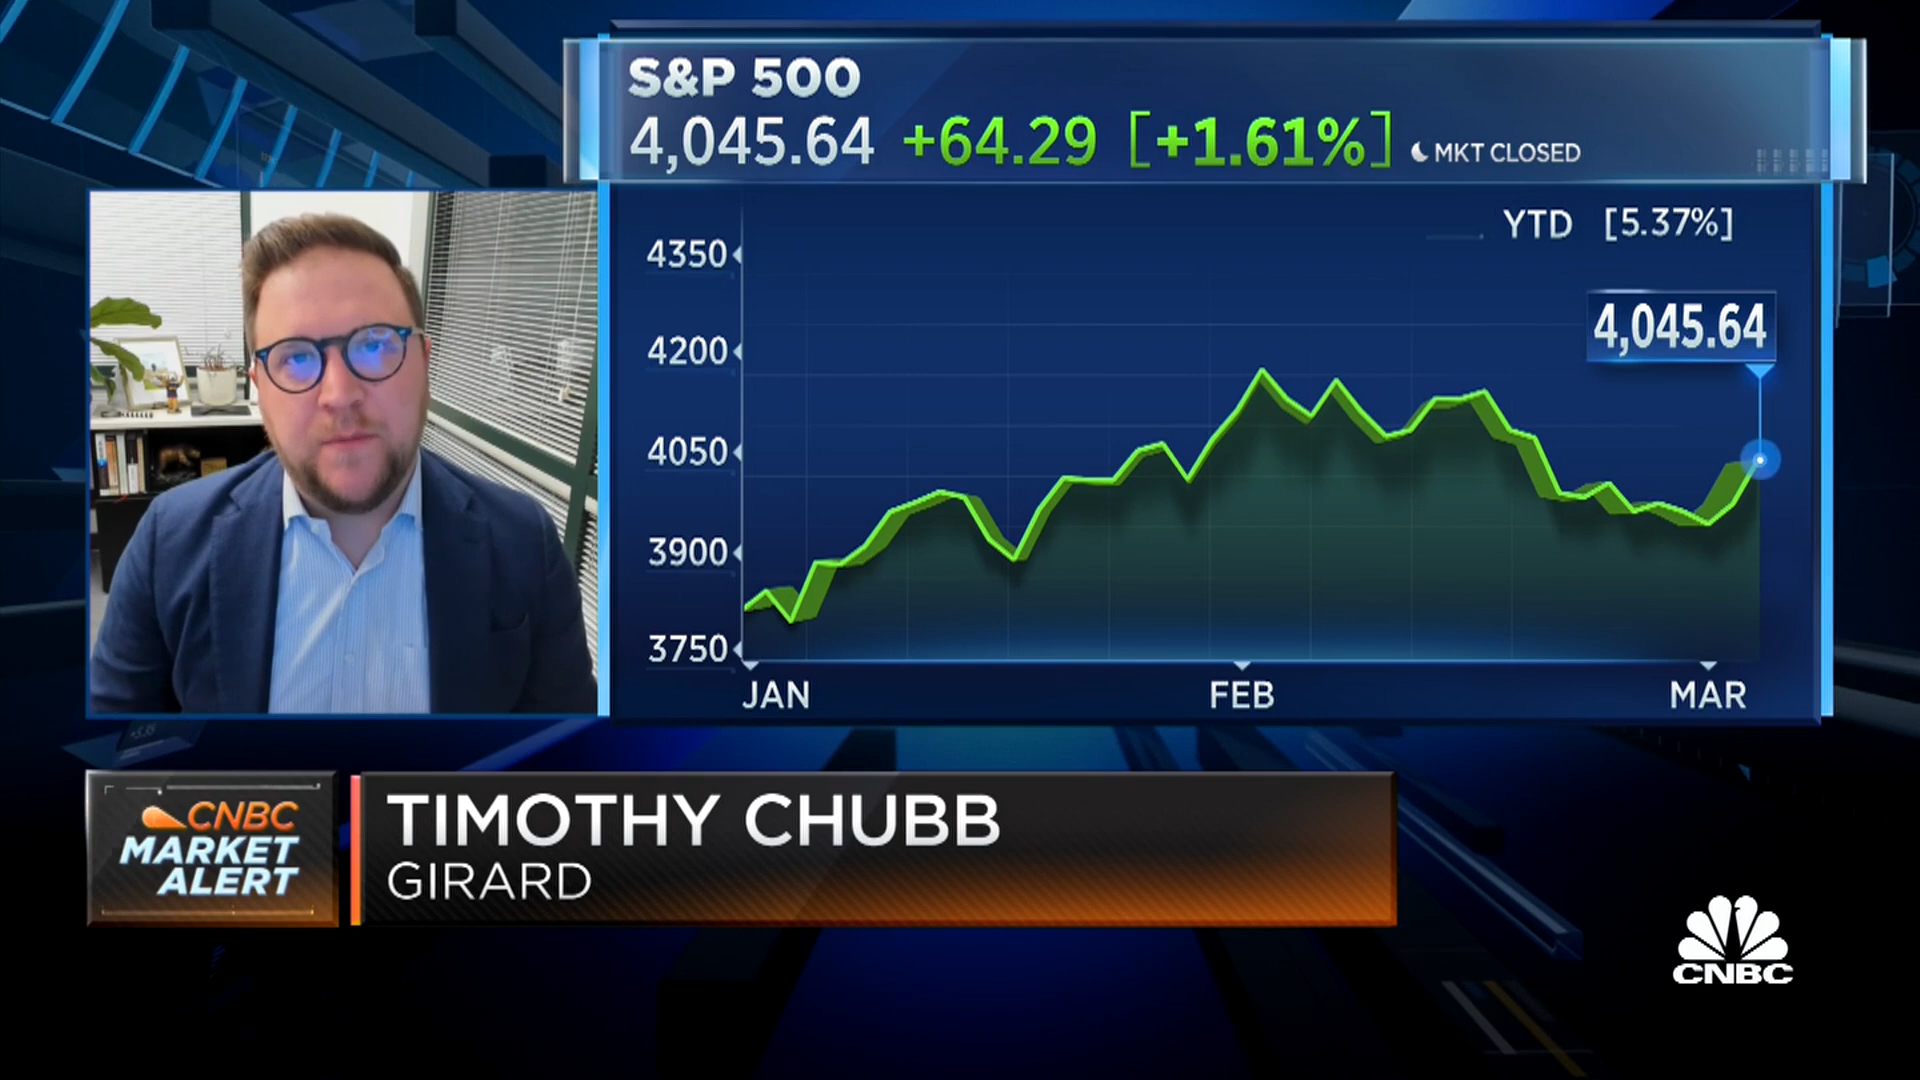 S&P 500
4,045.64 +64.29 [+1.61%] MKT CLOSED
YTD [5.37%]
4,045.64
4350
4200
4050
3900
3750
JAN FEB MAR
CNBC
MARKET
ALERT
TIMOTHY CHUBB
GIRARD
CNBC